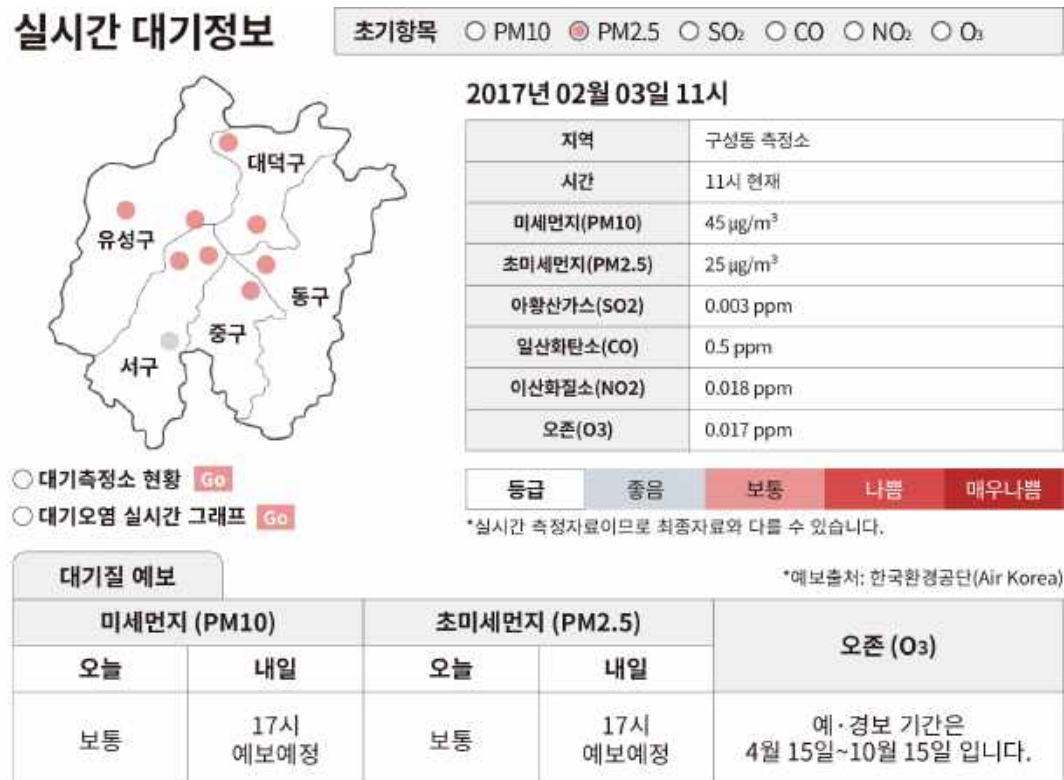 실시간 대기정보
초기항목 ○ PM10 ◉ PM2.5 ○ SO₂ ○ CO ○ NO₂ ○ O₃
대덕구
유성구
동구
중구
서구
○ 대기측정소 현황 Go
○ 대기오염 실시간 그래프 Go
2017년 02월 03일 11시
지역 구성동 측정소
시간 11시 현재
미세먼지(PM10) 45 µg/m³
초미세먼지(PM2.5) 25 µg/m³
아황산가스(SO2) 0.003 ppm
일산화탄소(CO) 0.5 ppm
이산화질소(NO2) 0.018 ppm
오존(O3) 0.017 ppm
등급 좋음 보통 나쁨 매우나쁨
*실시간 측정자료이므로 최종자료와 다를 수 있습니다.
대기질 예보
*예보출처: 한국환경공단(Air Korea)
미세먼지 (PM10) 초미세먼지 (PM2.5) 오존 (O₃)
오늘 내일 오늘 내일
보통 17시 보통 17시 예·경보 기간은
예보예정 예보예정 4월 15일~10월 15일 입니다.